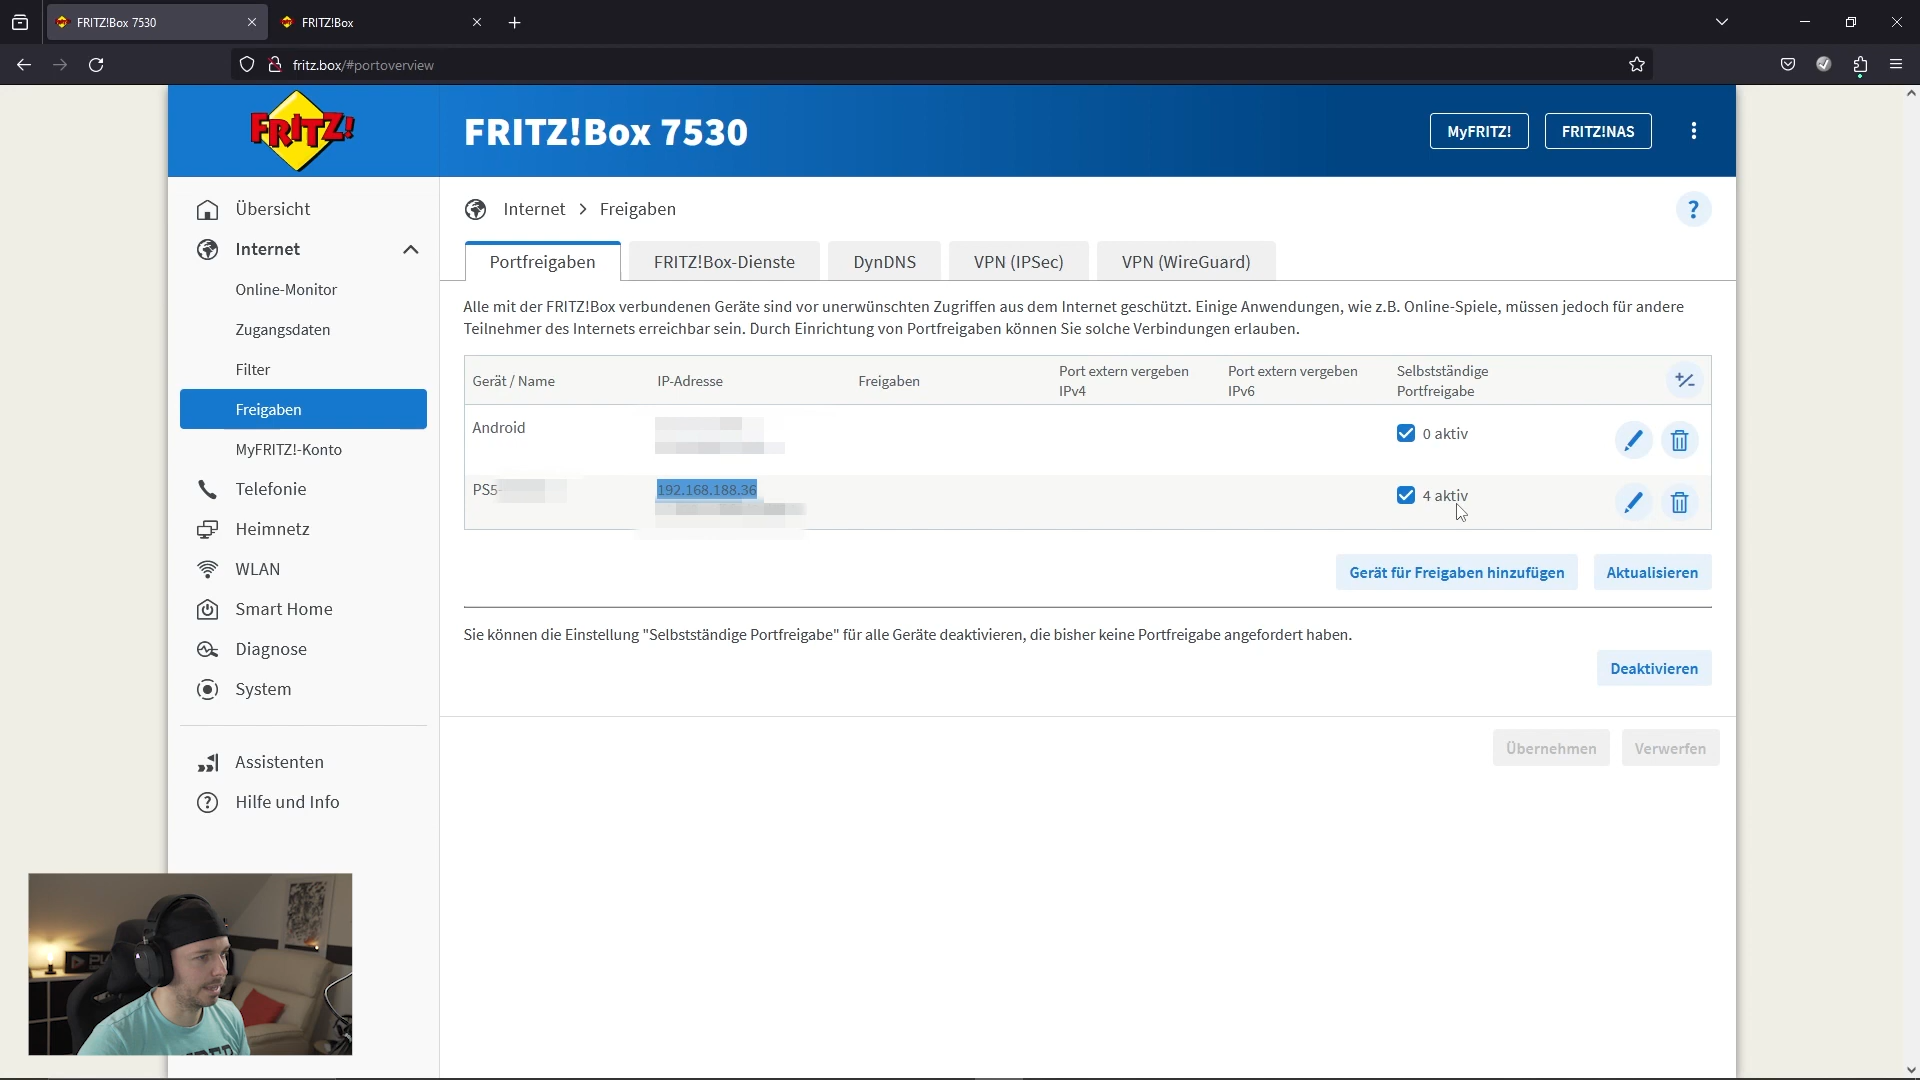 FRITZ!Box 7530
FRITZ!Box
fritz.box/#portoverview
FRITZ!
FRITZ!Box 7530
MyFRITZ!
FRITZ!NAS
Übersicht
Internet
Online-Monitor
Zugangsdaten
Filter
Freigaben
MyFRITZ!-Konto
Telefonie
Heimnetz
WLAN
Smart Home
Diagnose
System
Assistenten
Hilfe und Info
Internet > Freigaben
?
Portfreigaben
FRITZ!Box-Dienste
DynDNS
VPN (IPSec)
VPN (WireGuard)
Alle mit der FRITZ!Box verbundenen Geräte sind vor unerwünschten Zugriffen aus dem Internet geschützt. Einige Anwendungen, wie z.B. Online-Spiele, müssen jedoch für andere
Teilnehmer des Internets erreichbar sein. Durch Einrichtung von Portfreigaben können Sie solche Verbindungen erlauben.
Gerät / Name
IP-Adresse
Freigaben
Port extern vergeben
IPv4
Port extern vergeben
IPv6
Selbstständige
Portfreigabe
Android
0 aktiv
PS5-
192.168.188.36
4 aktiv
Gerät für Freigaben hinzufügen
Aktualisieren
Sie können die Einstellung "Selbstständige Portfreigabe" für alle Geräte deaktivieren, die bisher keine Portfreigabe angefordert haben.
Deaktivieren
Übernehmen
Verwerfen